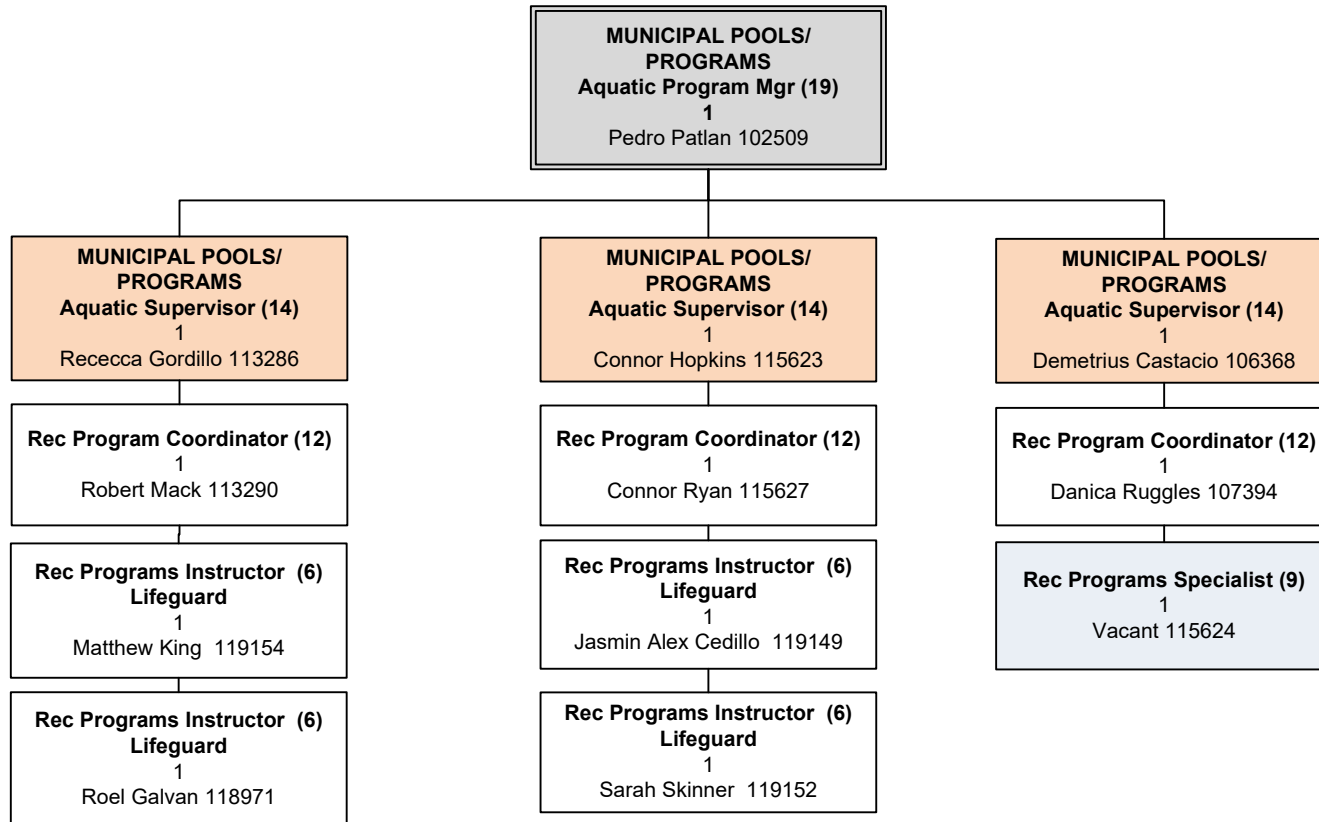 MUNICIPAL POOLS/
PROGRAMS
Aquatic Program Mgr (19)
1
Pedro Patlan 102509
MUNICIPAL POOLS/
PROGRAMS
Aquatic Supervisor (14)
1
Rececca Gordillo 113286
Rec Program Coordinator (12)
1
Robert Mack 113290
Rec Programs Instructor (6)
Lifeguard
1
Matthew King 119154
Rec Programs Instructor (6)
Lifeguard
1
Roel Galvan 118971
MUNICIPAL POOLS/
PROGRAMS
Aquatic Supervisor (14)
1
Connor Hopkins 115623
Rec Program Coordinator (12)
1
Connor Ryan 115627
Rec Programs Instructor (6)
Lifeguard
1
Jasmin Alex Cedillo 119149
Rec Programs Instructor (6)
Lifeguard
1
Sarah Skinner 119152
MUNICIPAL POOLS/
PROGRAMS
Aquatic Supervisor (14)
1
Demetrius Castacio 106368
Rec Program Coordinator (12)
1
Danica Ruggles 107394
Rec Programs Specialist (9)
1
Vacant 115624